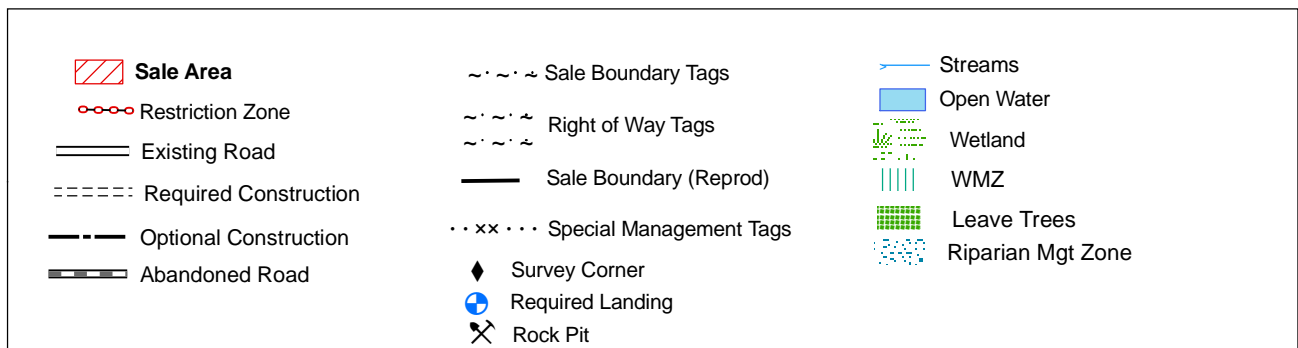 Sale Area
Restriction Zone
Existing Road
Required Construction
Optional Construction
Abandoned Road
Sale Boundary Tags
Right of Way Tags
Sale Boundary (Reprod)
Special Management Tags
Survey Corner
Required Landing
Rock Pit
Streams
Open Water
Wetland
WMZ
Leave Trees
Riparian Mgt Zone